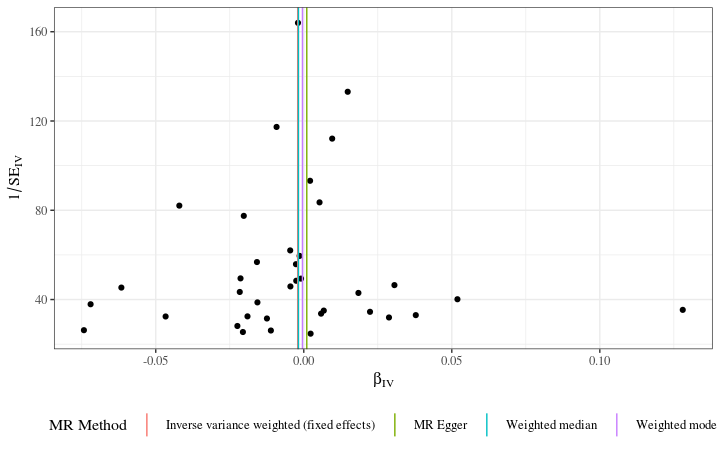 160
120
80
40
1/SE_IV
-0.05 0.00 0.05 0.10
β_IV
MR Method Inverse variance weighted (fixed effects) MR Egger Weighted median Weighted mode